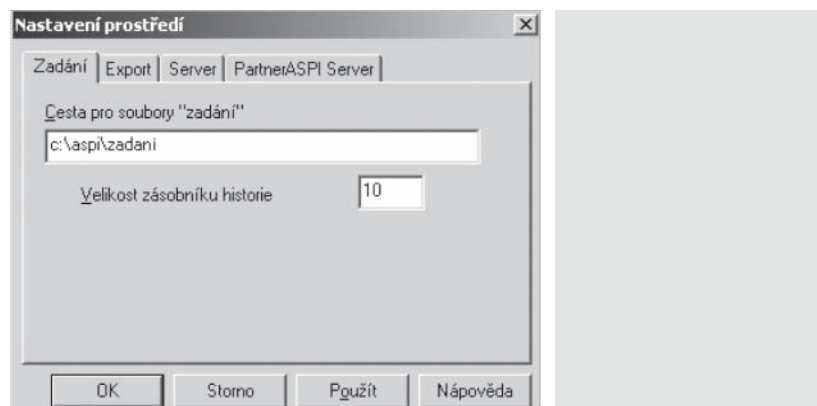 Nastavení prostředí
Zadání Export Server PartnerASPI Server
Cesta pro soubory "zadání"
c:\aspi\zadani
Velikost zásobníku historie 10
OK Storno Použít Nápověda